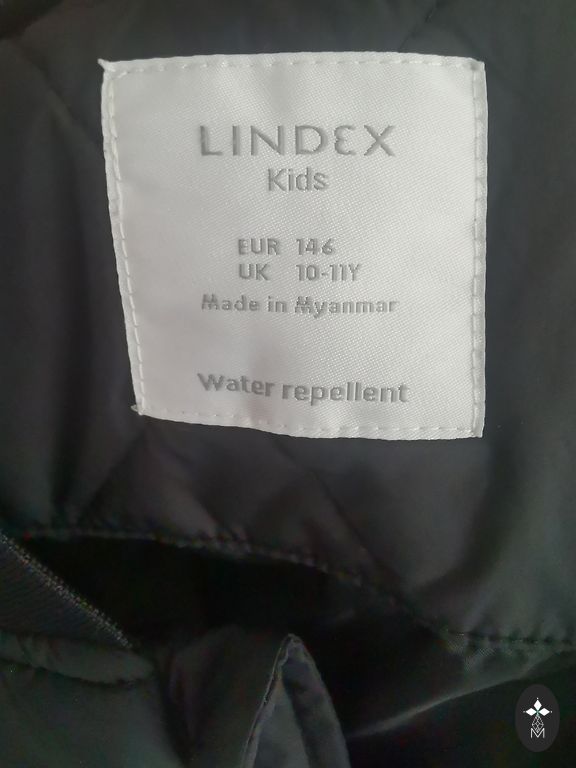 LINDEX
Kids
EUR 146
UK 10-11Y
Made in Myanmar
Water repellent
M